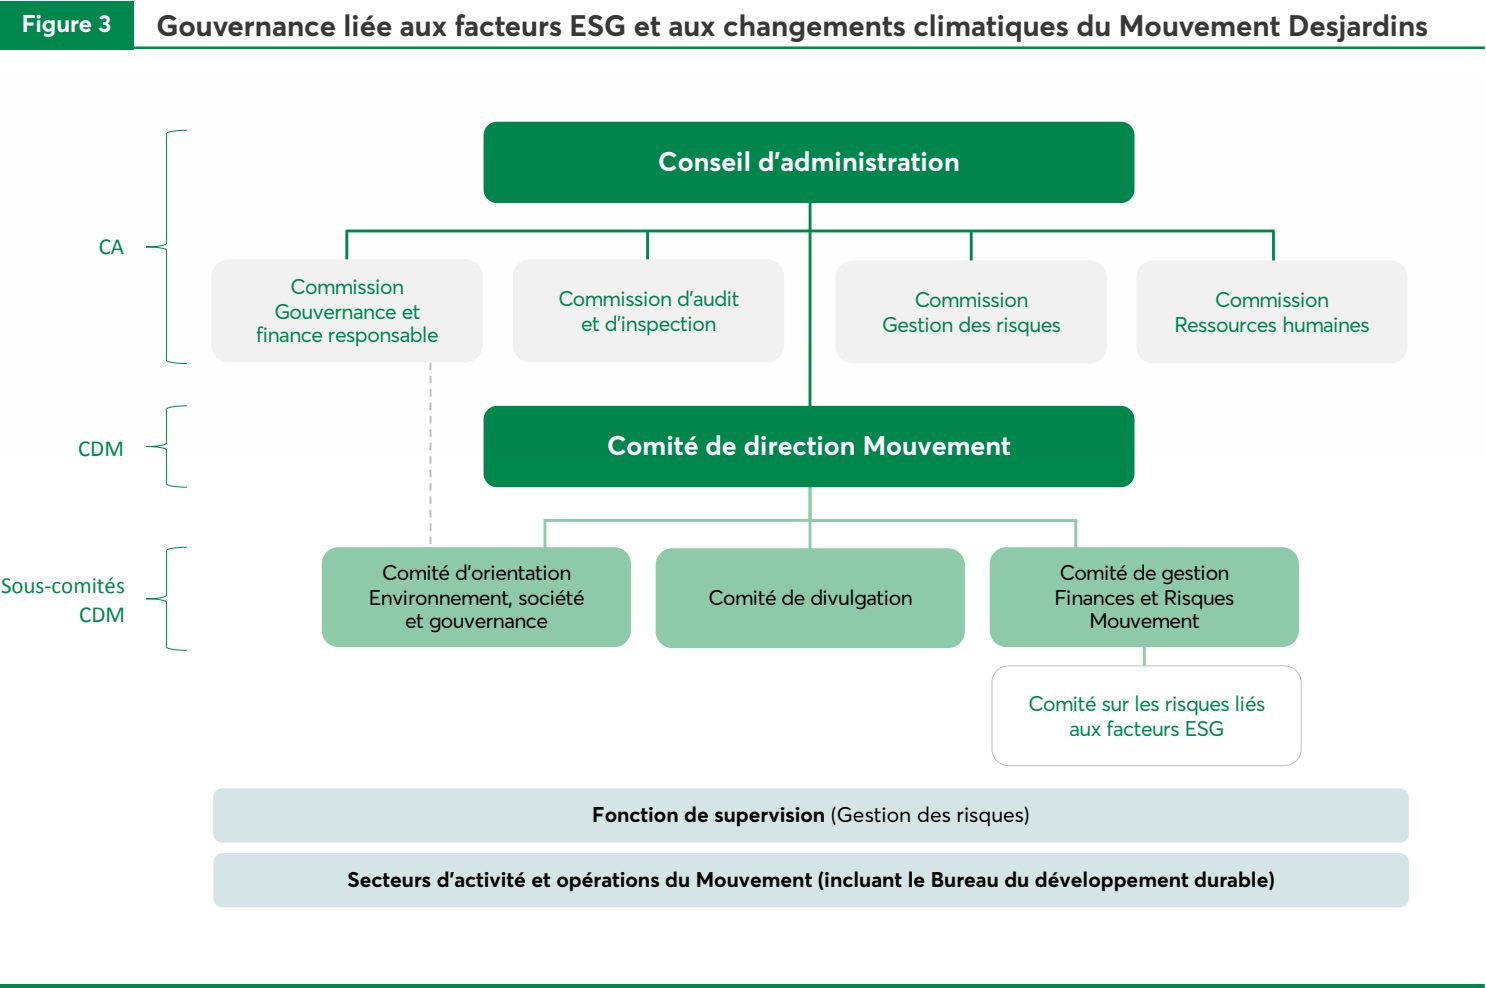 Figure 3
Gouvernance liée aux facteurs ESG et aux changements climatiques du Mouvement Desjardins
Conseil d'administration
CA
Commission
Gouvernance et
finance responsable
Commission d'audit
et d'inspection
Commission
Gestion des risques
Commission
Ressources humaines
CDM
Comité de direction Mouvement
Sous-comités
CDM
Comité d'orientation
Environnement, société
et gouvernance
Comité de divulgation
Comité de gestion
Finances et Risques
Mouvement
Comité sur les risques liés
aux facteurs ESG
Fonction de supervision (Gestion des risques)
Secteurs d'activité et opérations du Mouvement (incluant le Bureau du développement durable)